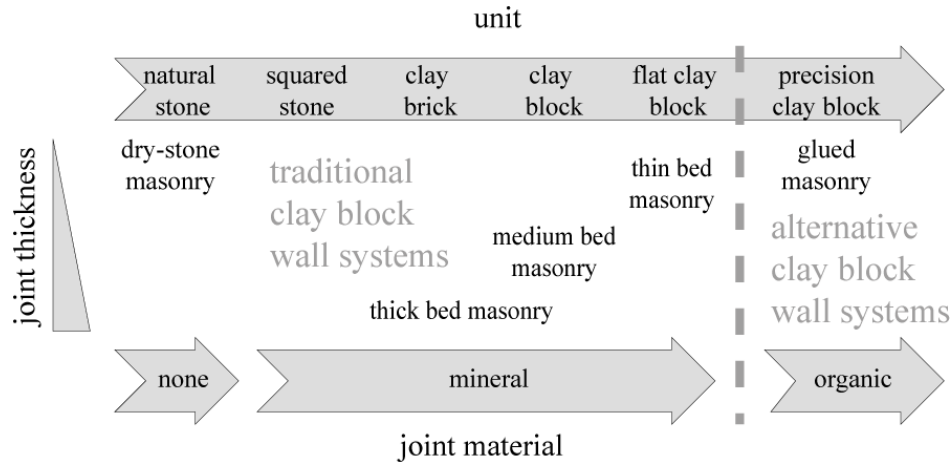 unit
natural
stone
squared
stone
clay
brick
clay
block
flat clay
block
precision
clay block
joint thickness
dry-stone
masonry
traditional
clay block
wall systems
thick bed masonry
medium bed
masonry
thin bed
masonry
glued
masonry
alternative
clay block
wall systems
none
mineral
organic
joint material